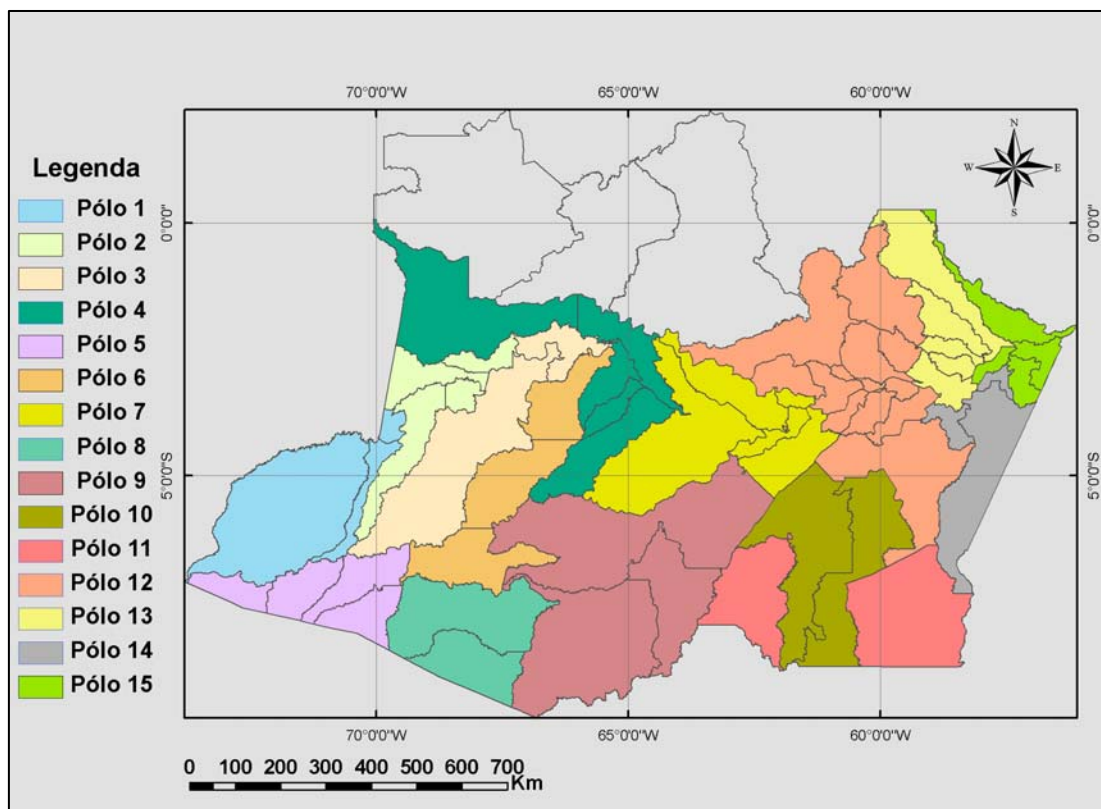 70°0'0"W 65°0'0"W 60°0'0"W
N
W E
S
Legenda
Pólo 1
Pólo 2
Pólo 3
Pólo 4
Pólo 5
Pólo 6
Pólo 7
Pólo 8
Pólo 9
Pólo 10
Pólo 11
Pólo 12
Pólo 13
Pólo 14
Pólo 15
0°0'0" 0°0'0"
5°0'0"S 5°0'0"S
70°0'0"W 65°0'0"W 60°0'0"W
0 100 200 300 400 500 600 700
Km